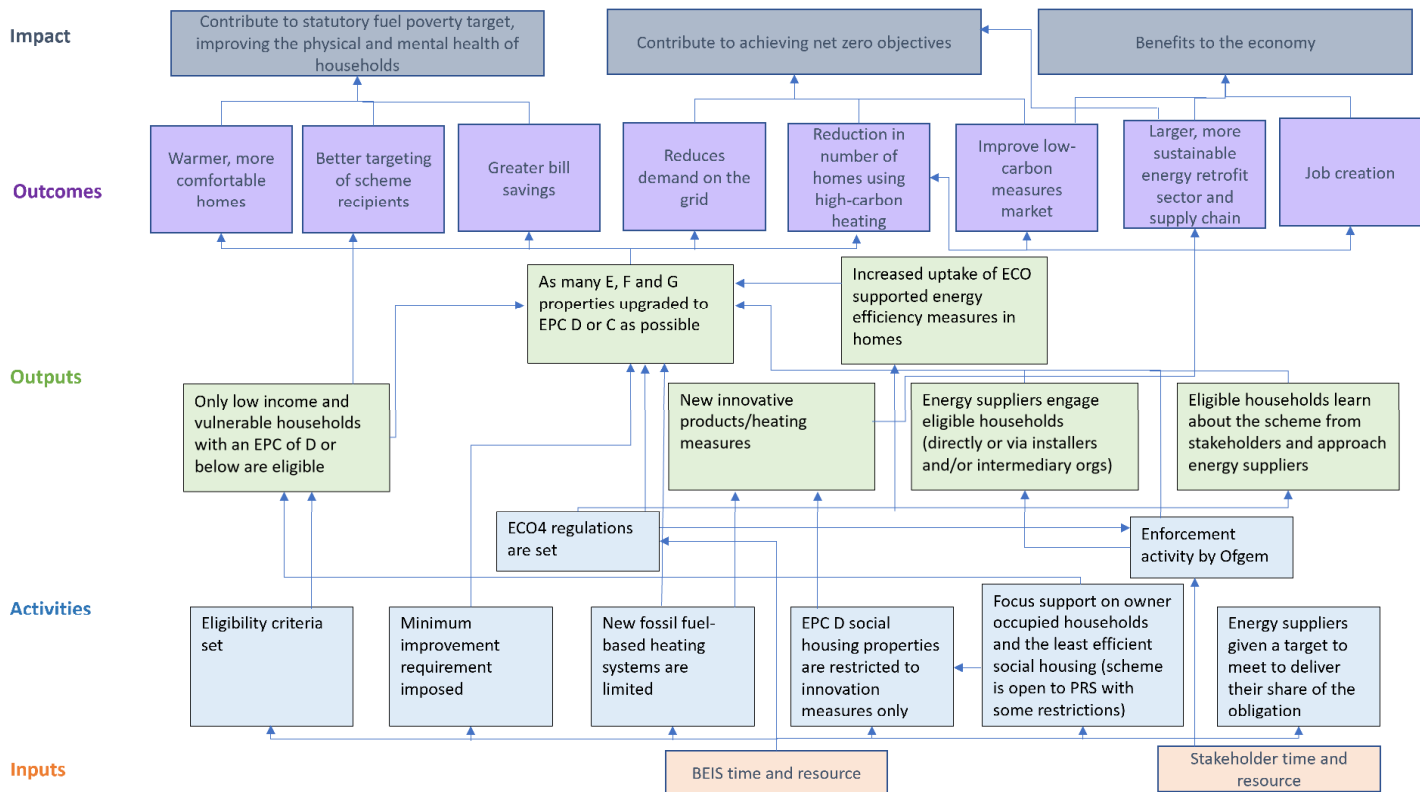 Impact
Contribute to statutory fuel poverty target,
improving the physical and mental health of
households
Contribute to achieving net zero objectives
Benefits to the economy
Outcomes
Warmer, more
comfortable
homes
Better targeting
of scheme
recipients
Greater bill
savings
Reduces
demand on the
grid
Reduction in
number of
homes using
high-carbon
heating
Improve low-
carbon
measures
market
Larger, more
sustainable
energy retrofit
sector and
supply chain
Job creation
Outputs
As many E, F and G
properties upgraded to
EPC D or C as possible
Increased uptake of ECO
supported energy
efficiency measures in
homes
Only low income and
vulnerable households
with an EPC of D or
below are eligible
New innovative
products/heating
measures
Energy suppliers engage
eligible households
(directly or via installers
and/or intermediary orgs)
Eligible households learn
about the scheme from
stakeholders and approach
energy suppliers
Activities
ECO4 regulations
are set
Enforcement
activity by Ofgem
Eligibility criteria
set
Minimum
improvement
requirement
imposed
New fossil fuel-
based heating
systems are
limited
EPC D social
housing properties
are restricted to
innovation
measures only
Focus support on owner
occupied households
and the least efficient
social housing (scheme
is open to PRS with
some restrictions)
Energy suppliers
given a target to
meet to deliver
their share of the
obligation
Inputs
BEIS time and resource
Stakeholder time and
resource